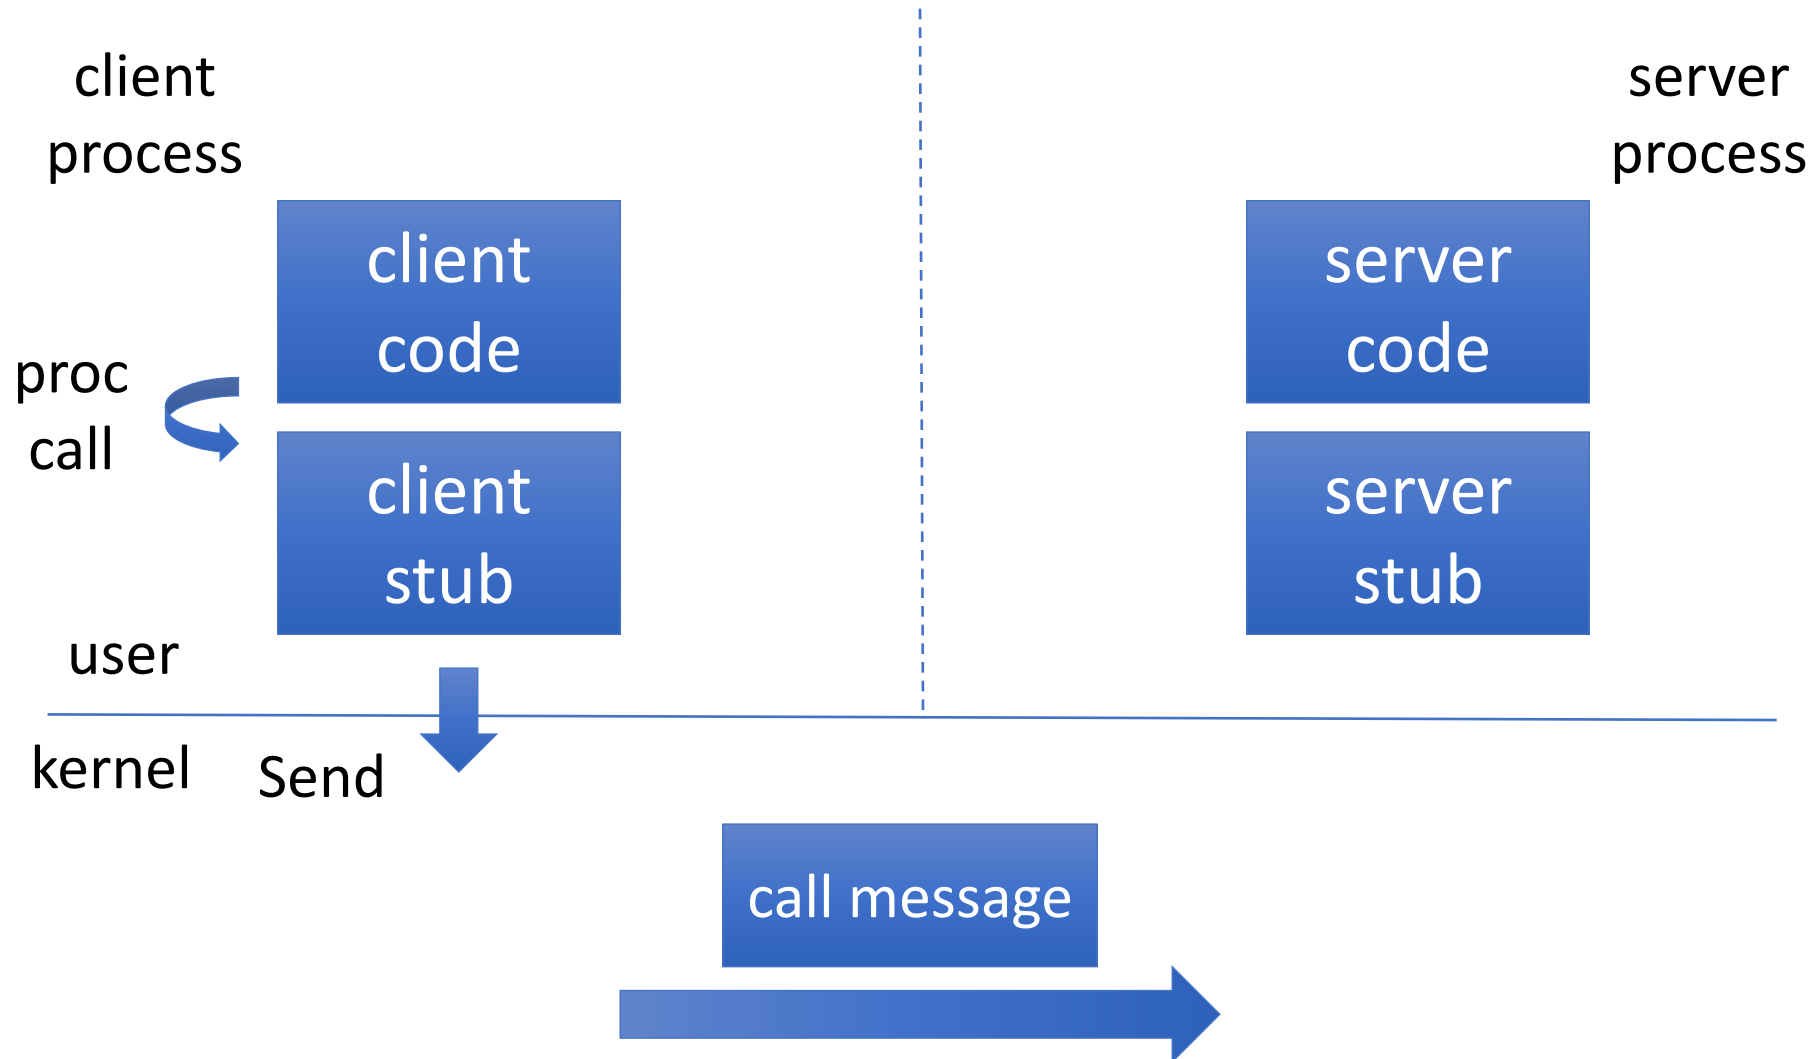 client
process
server
process
client
code
server
code
proc
call
client
stub
server
stub
user
kernel
Send
call message